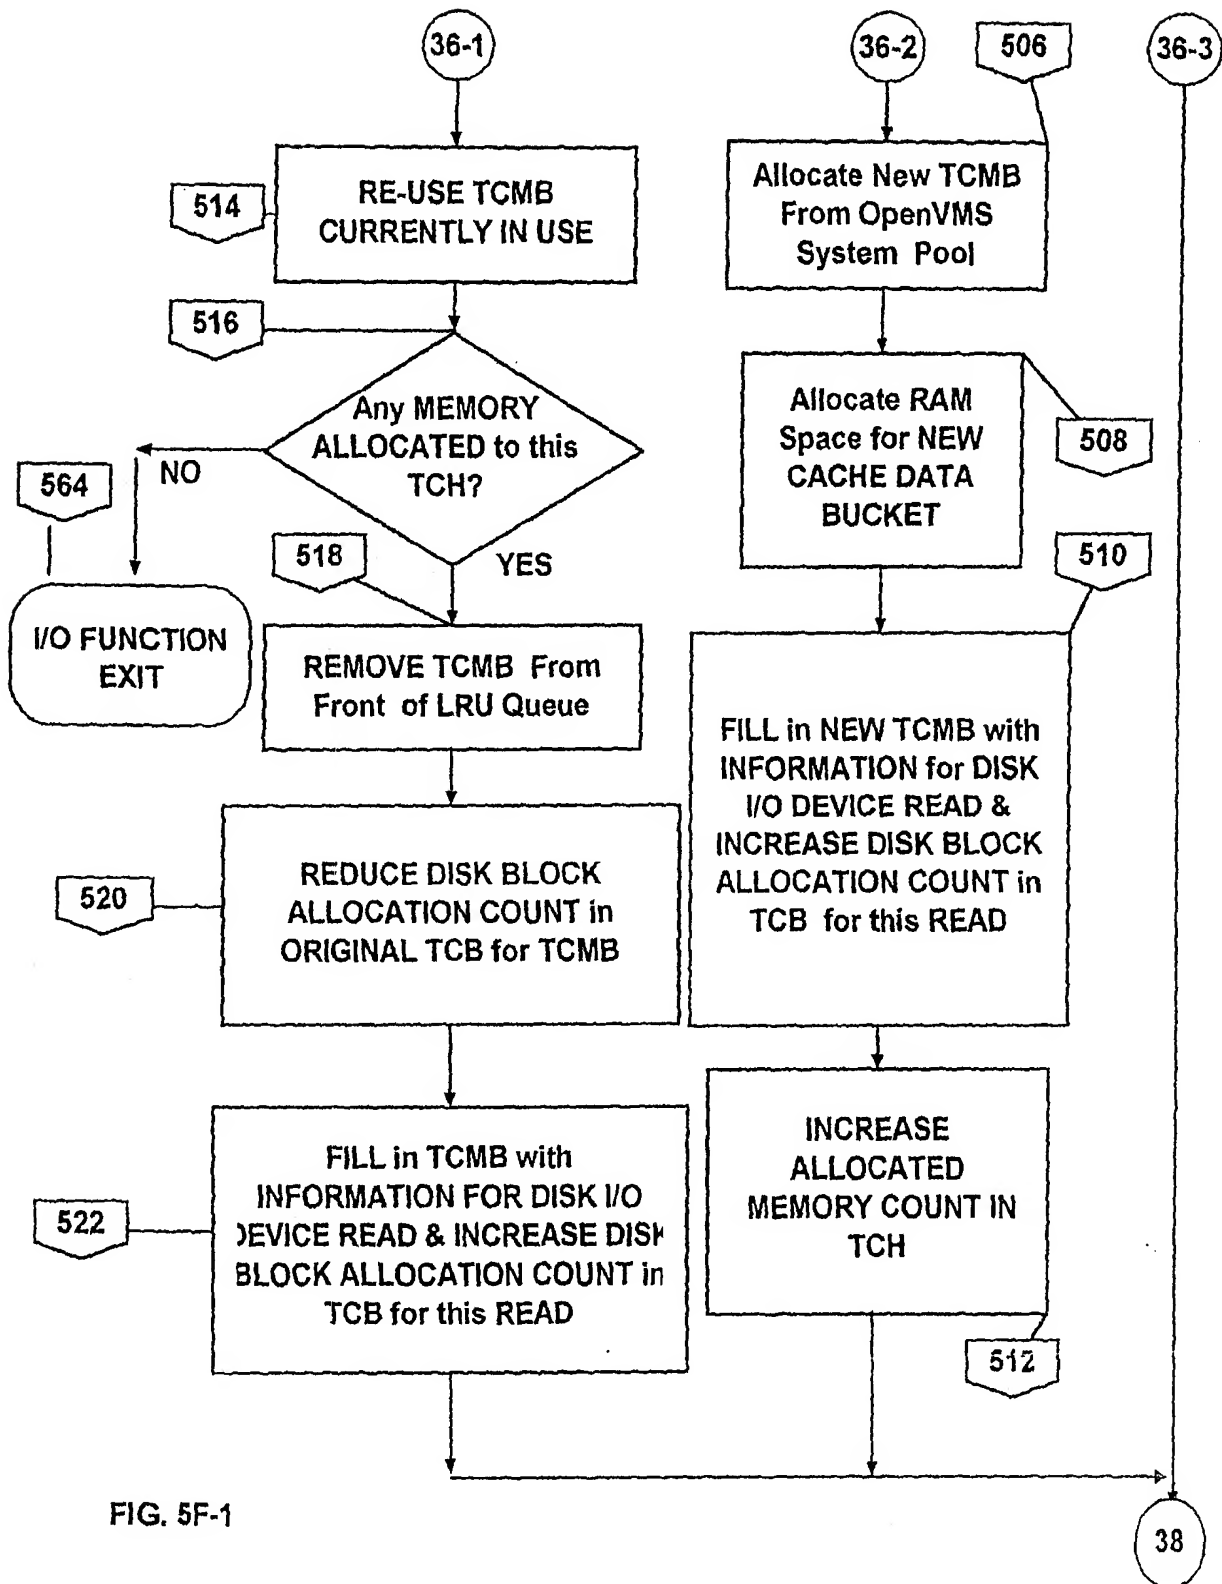 36-1
36-2
506
36-3
514
RE-USE TCMB
CURRENTLY IN USE
Allocate New TCMB
From OpenVMS
System Pool
516
Any MEMORY
ALLOCATED to this
TCH?
NO
YES
564
I/O FUNCTION
EXIT
Allocate RAM
Space for NEW
CACHE DATA
BUCKET
508
518
REMOVE TCMB From
Front of LRU Queue
510
FILL in NEW TCMB with
INFORMATION for DISK
I/O DEVICE READ &
INCREASE DISK BLOCK
ALLOCATION COUNT in
TCB for this READ
520
REDUCE DISK BLOCK
ALLOCATION COUNT in
ORIGINAL TCB for TCMB
522
FILL in TCMB with
INFORMATION FOR DISK I/O
DEVICE READ & INCREASE DISK
BLOCK ALLOCATION COUNT in
TCB for this READ
INCREASE
ALLOCATED
MEMORY COUNT IN
TCH
512
FIG. 5F-1
38